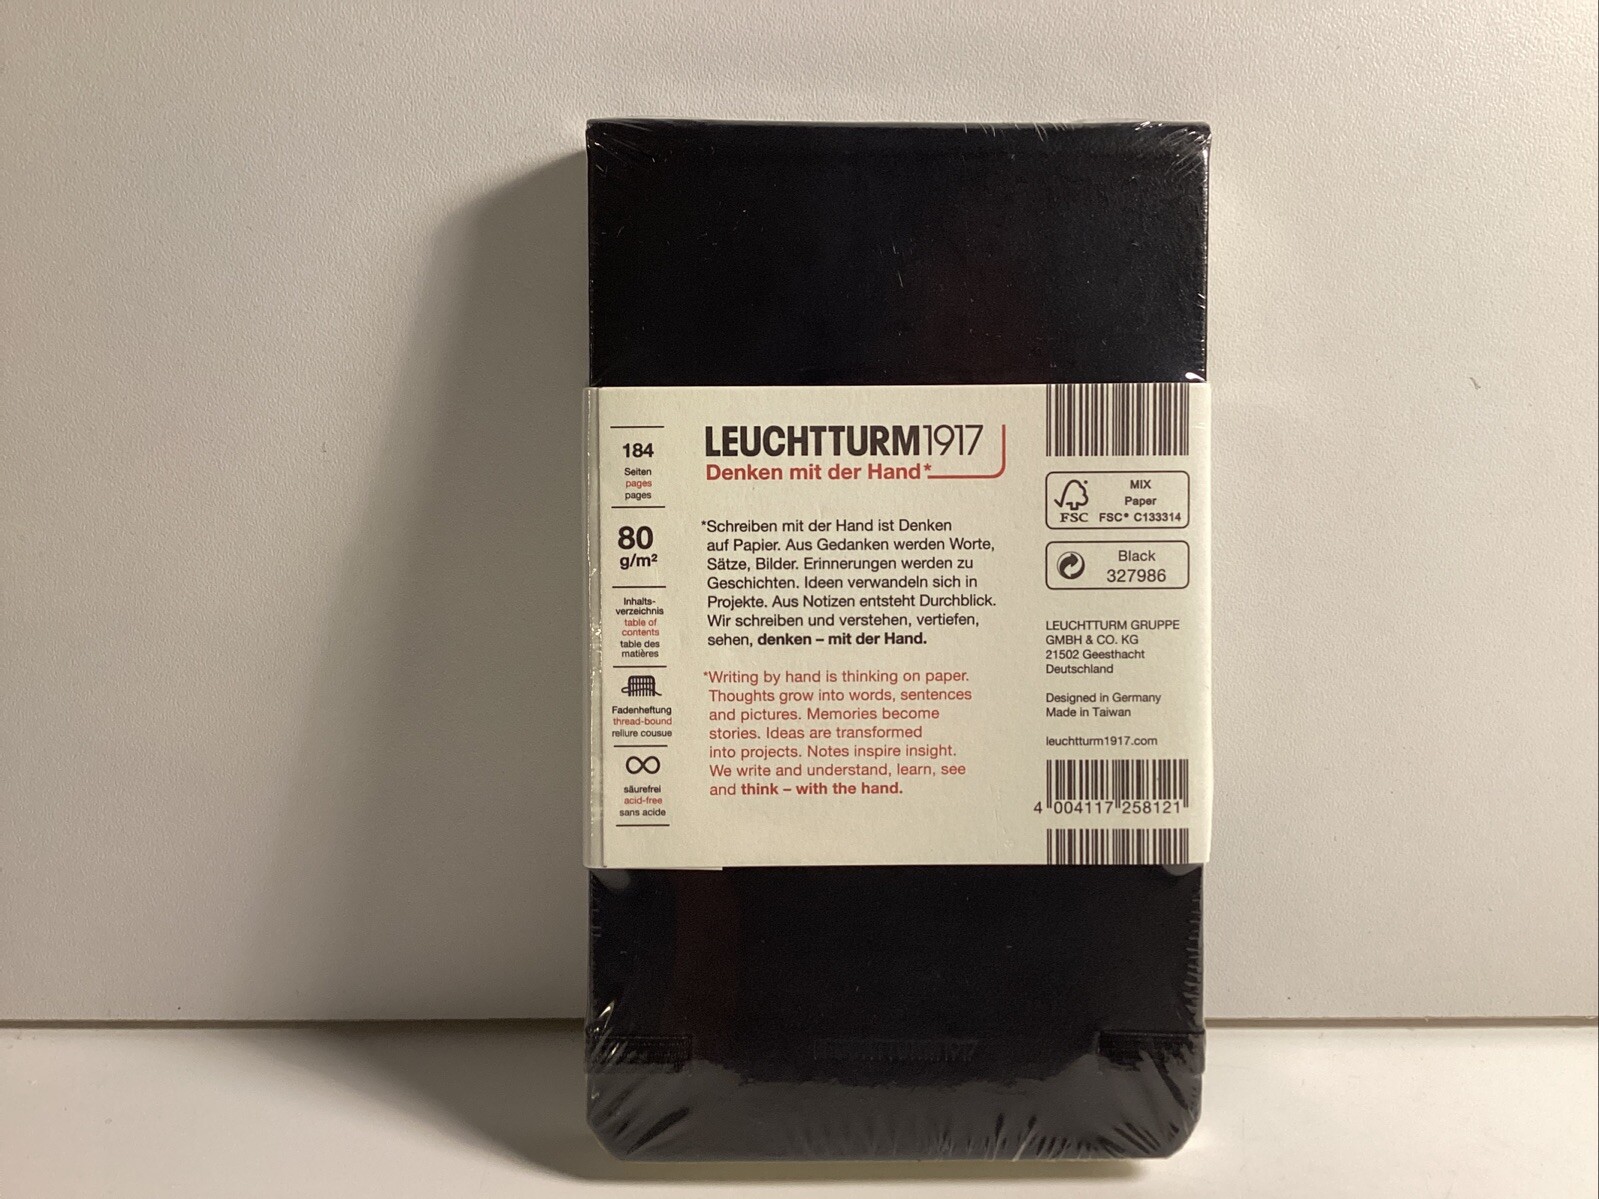 184
Seiten
pages
pages
80
g/m²
Inhalts-
verzeichnis
table of
contents
table des
matières
Fadenheftung
thread-bound
reliure cousue
säurefrei
acid-free
sans acide
LEUCHTTURM1917
Denken mit der Hand*
*Schreiben mit der Hand ist Denken
auf Papier. Aus Gedanken werden Worte,
Sätze, Bilder. Erinnerungen werden zu
Geschichten. Ideen verwandeln sich in
Projekte. Aus Notizen entsteht Durchblick.
Wir schreiben und verstehen, vertiefen,
sehen, denken – mit der Hand.
*Writing by hand is thinking on paper.
Thoughts grow into words, sentences
and pictures. Memories become
stories. Ideas are transformed
into projects. Notes inspire insight.
We write and understand, learn, see
and think – with the hand.
MIX
Paper
FSC FSC® C133314
Black
327986
LEUCHTTURM GRUPPE
GMBH & CO. KG
21502 Geesthacht
Deutschland
Designed in Germany
Made in Taiwan
leuchtturm1917.com
4 004117 258121
LEUCHTTURM1917